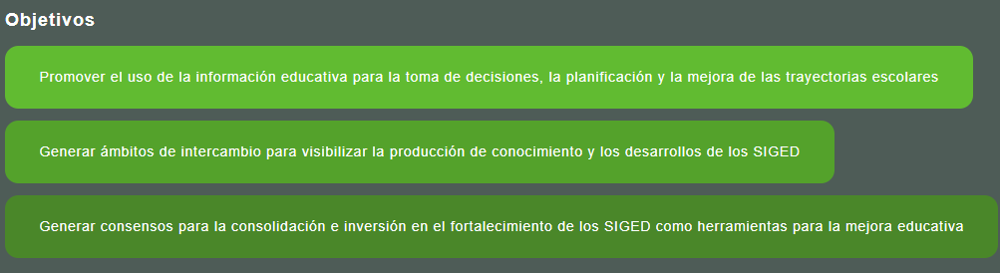 Objetivos
Promover el uso de la información educativa para la toma de decisiones, la planificación y la mejora de las trayectorias escolares
Generar ámbitos de intercambio para visibilizar la producción de conocimiento y los desarrollos de los SIGED
Generar consensos para la consolidación e inversión en el fortalecimiento de los SIGED como herramientas para la mejora educativa